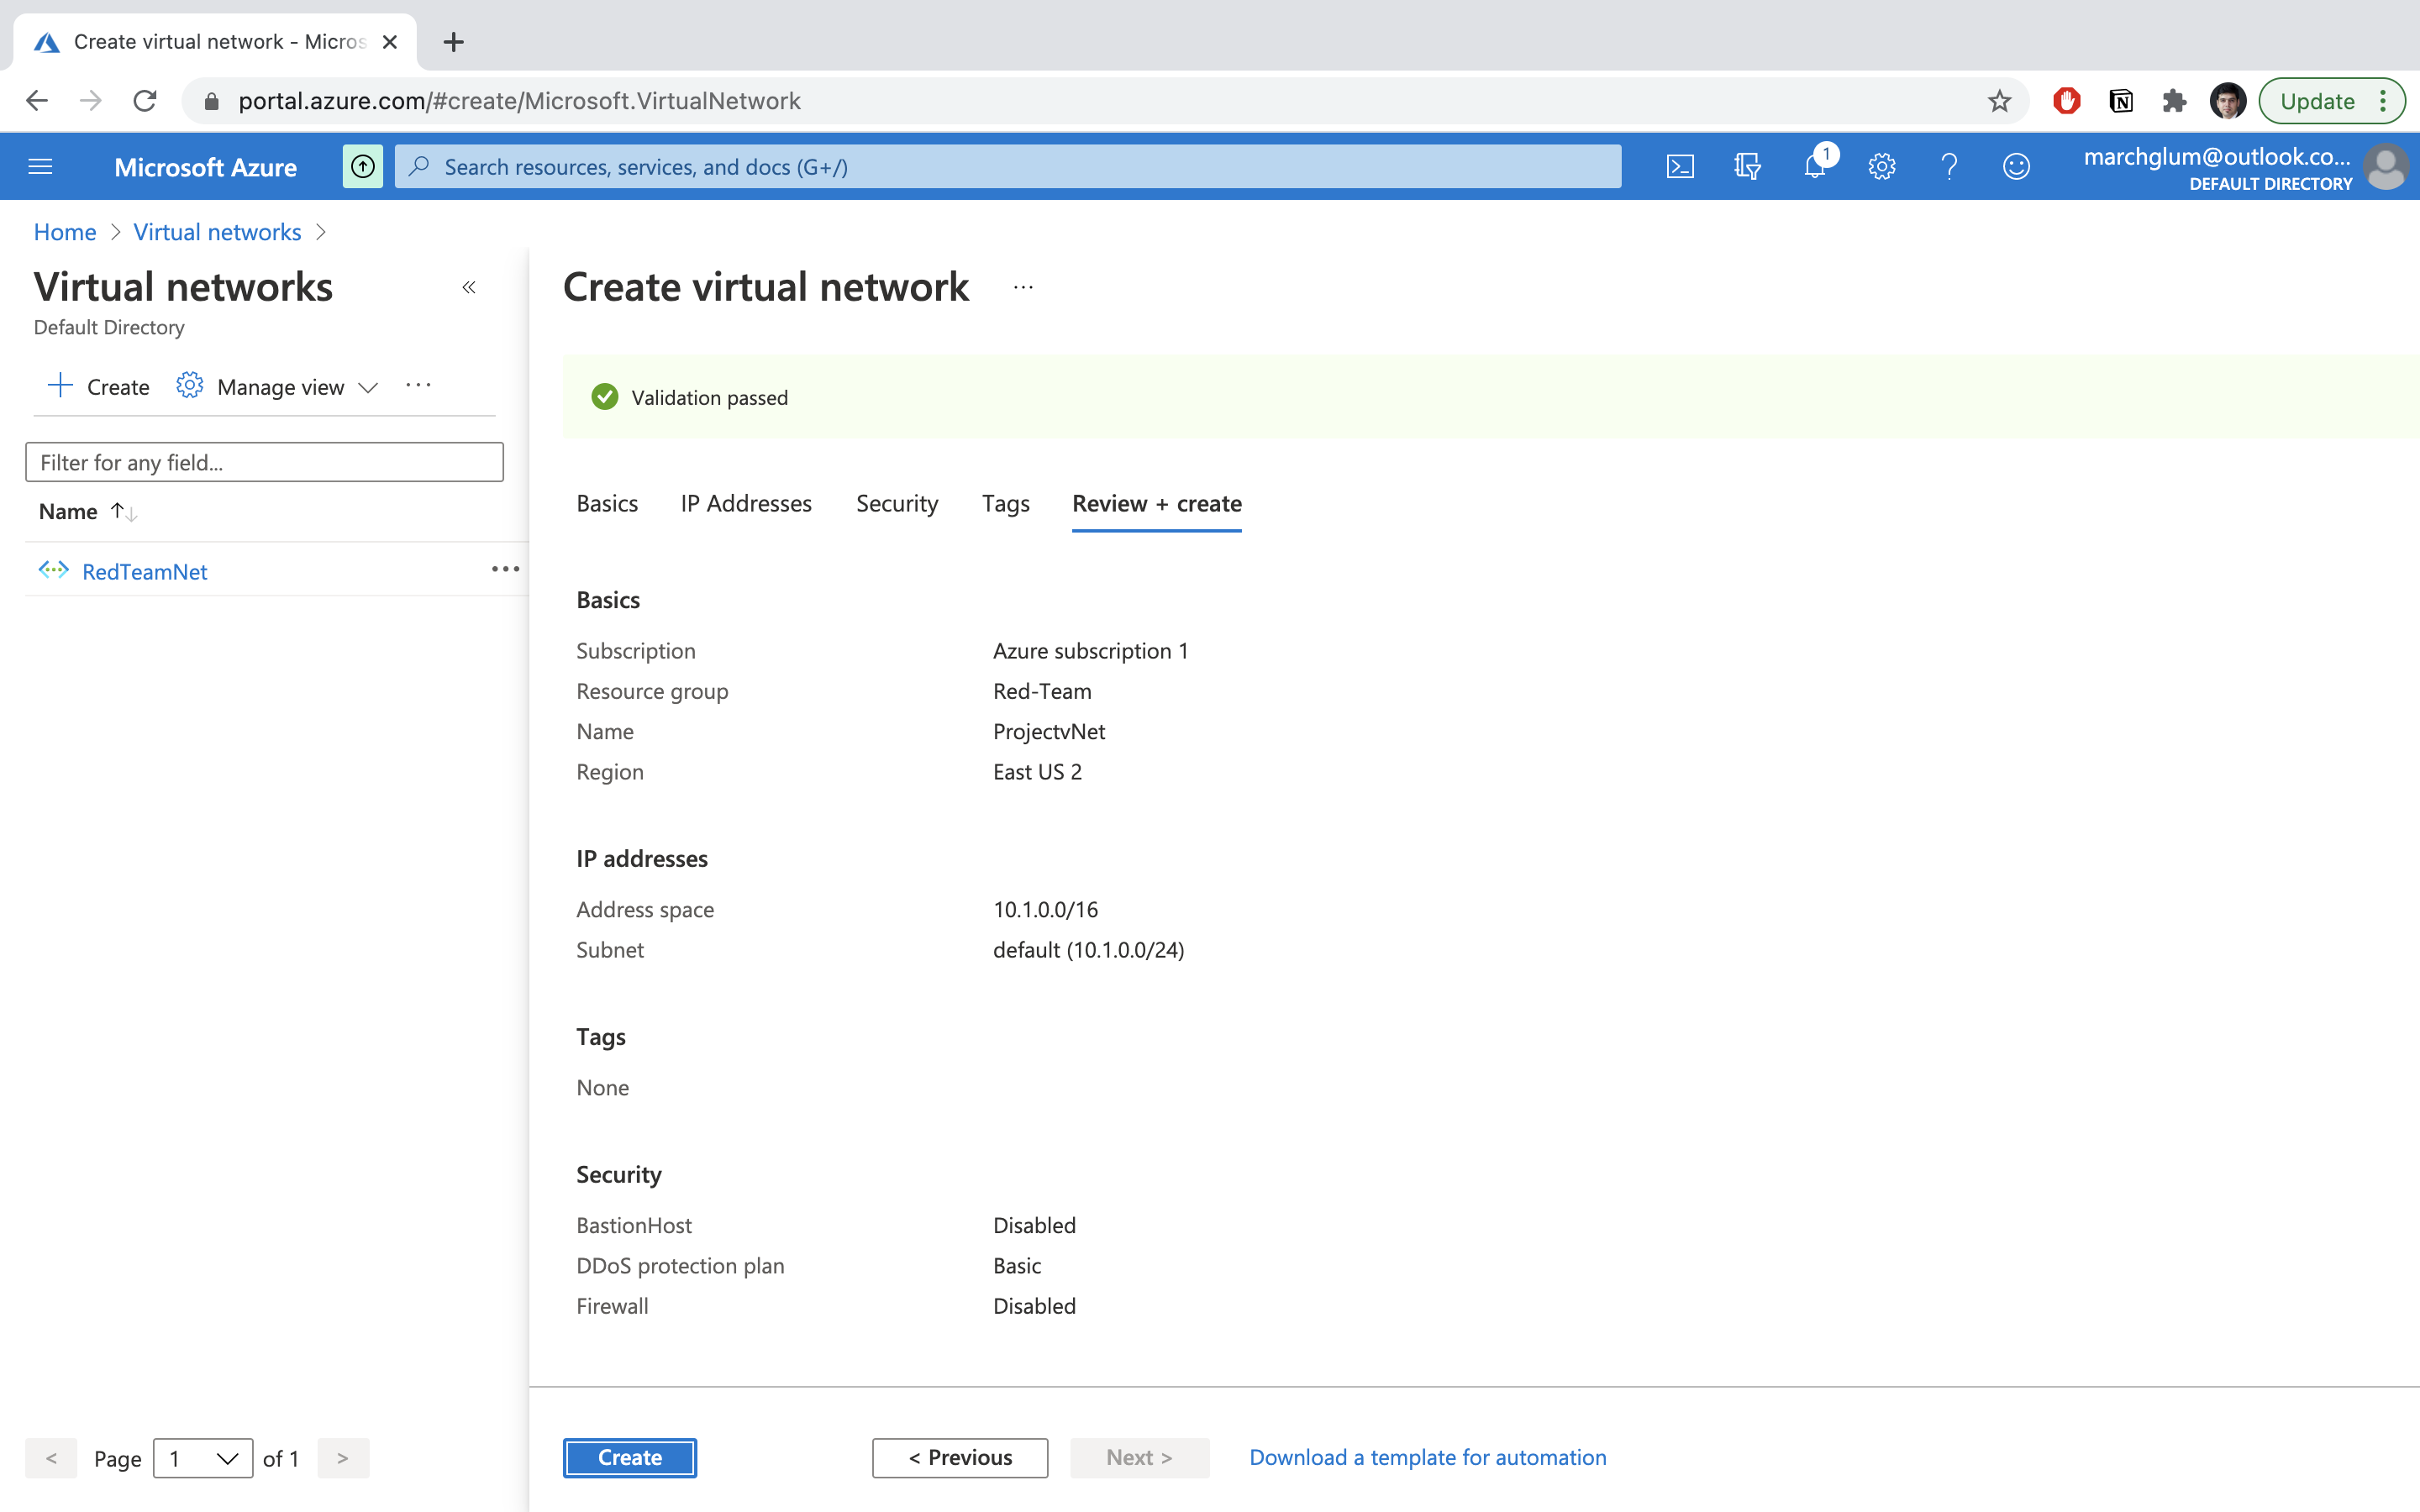 Create virtual network - Micros
portal.azure.com/#create/Microsoft.VirtualNetwork
Update
Microsoft Azure
Search resources, services, and docs (G+/)
1
marchglum@outlook.co...
DEFAULT DIRECTORY
Home > Virtual networks >
Virtual networks
Default Directory
Create
Manage view
Filter for any field...
Name
RedTeamNet
< Page 1 of 1 >
Create virtual network
Validation passed
Basics IP Addresses Security Tags Review + create
Basics
Subscription Azure subscription 1
Resource group Red-Team
Name ProjectvNet
Region East US 2
IP addresses
Address space 10.1.0.0/16
Subnet default (10.1.0.0/24)
Tags
None
Security
BastionHost Disabled
DDoS protection plan Basic
Firewall Disabled
Create < Previous Next > Download a template for automation